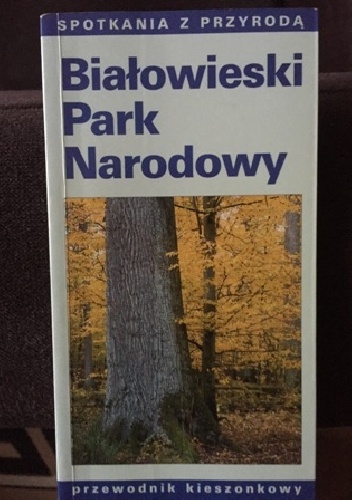 SPOTKANIA Z PRZYRODĄ
Białowieski
Park
Narodowy
przewodnik kieszonkowy